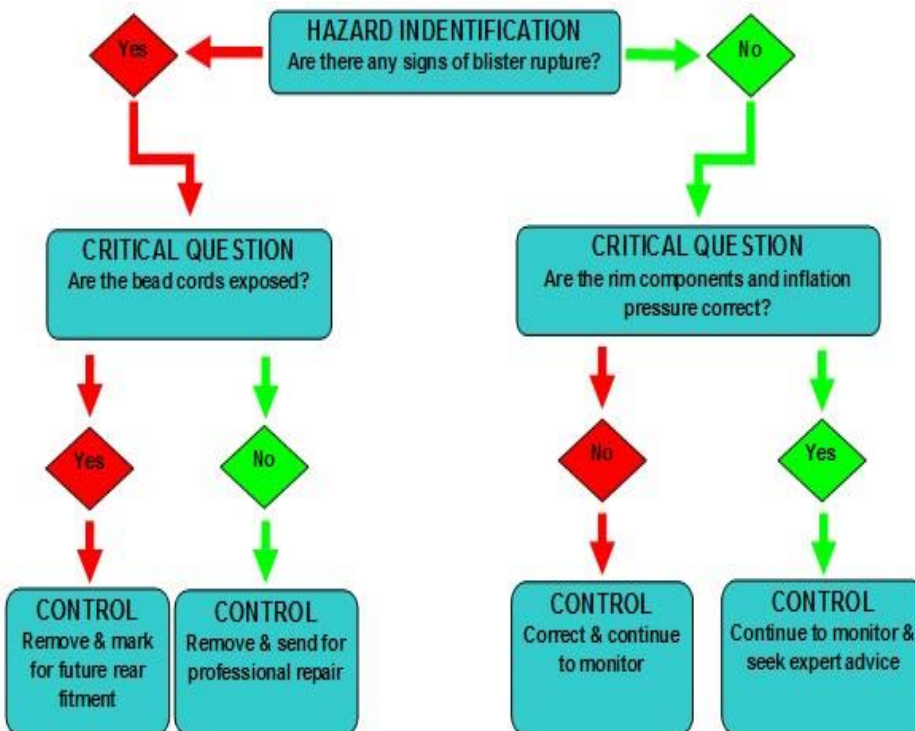 HAZARD INDENTIFICATION
Are there any signs of blister rupture?
Yes
No
CRITICAL QUESTION
Are the bead cords exposed?
CRITICAL QUESTION
Are the rim components and inflation
pressure correct?
Yes
No
No
Yes
CONTROL
Remove & mark
for future rear
fitment
CONTROL
Remove & send for
professional repair
CONTROL
Correct & continue
to monitor
CONTROL
Continue to monitor &
seek expert advice